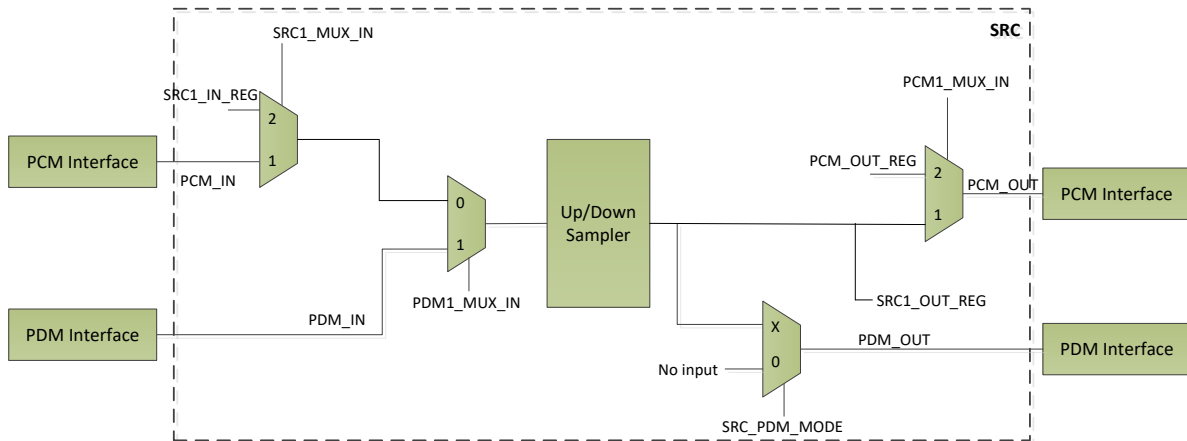 SRC1_MUX_IN
SRC
PCM1_MUX_IN
SRC1_IN_REG
2
1
PCM Interface
PCM_IN
0
1
PDM1_MUX_IN
Up/Down
Sampler
PCM_OUT_REG
2
1
PCM_OUT
PCM Interface
SRC1_OUT_REG
PDM Interface
PDM_IN
X
0
No input
SRC_PDM_MODE
PDM_OUT
PDM Interface